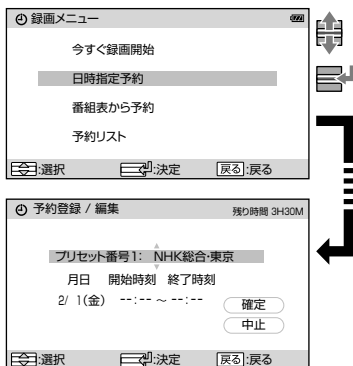 録画メニュー
今すぐ録画開始
日時指定予約
番組表から予約
予約リスト
:選択 :決定 戻る:戻る
予約登録 / 編集 残り時間 3H30M
プリセット番号1: NHK総合・東京
月日 開始時刻 終了時刻
2/ 1(金) --:-- ～ --:--
確定
中止
:選択 :決定 戻る:戻る